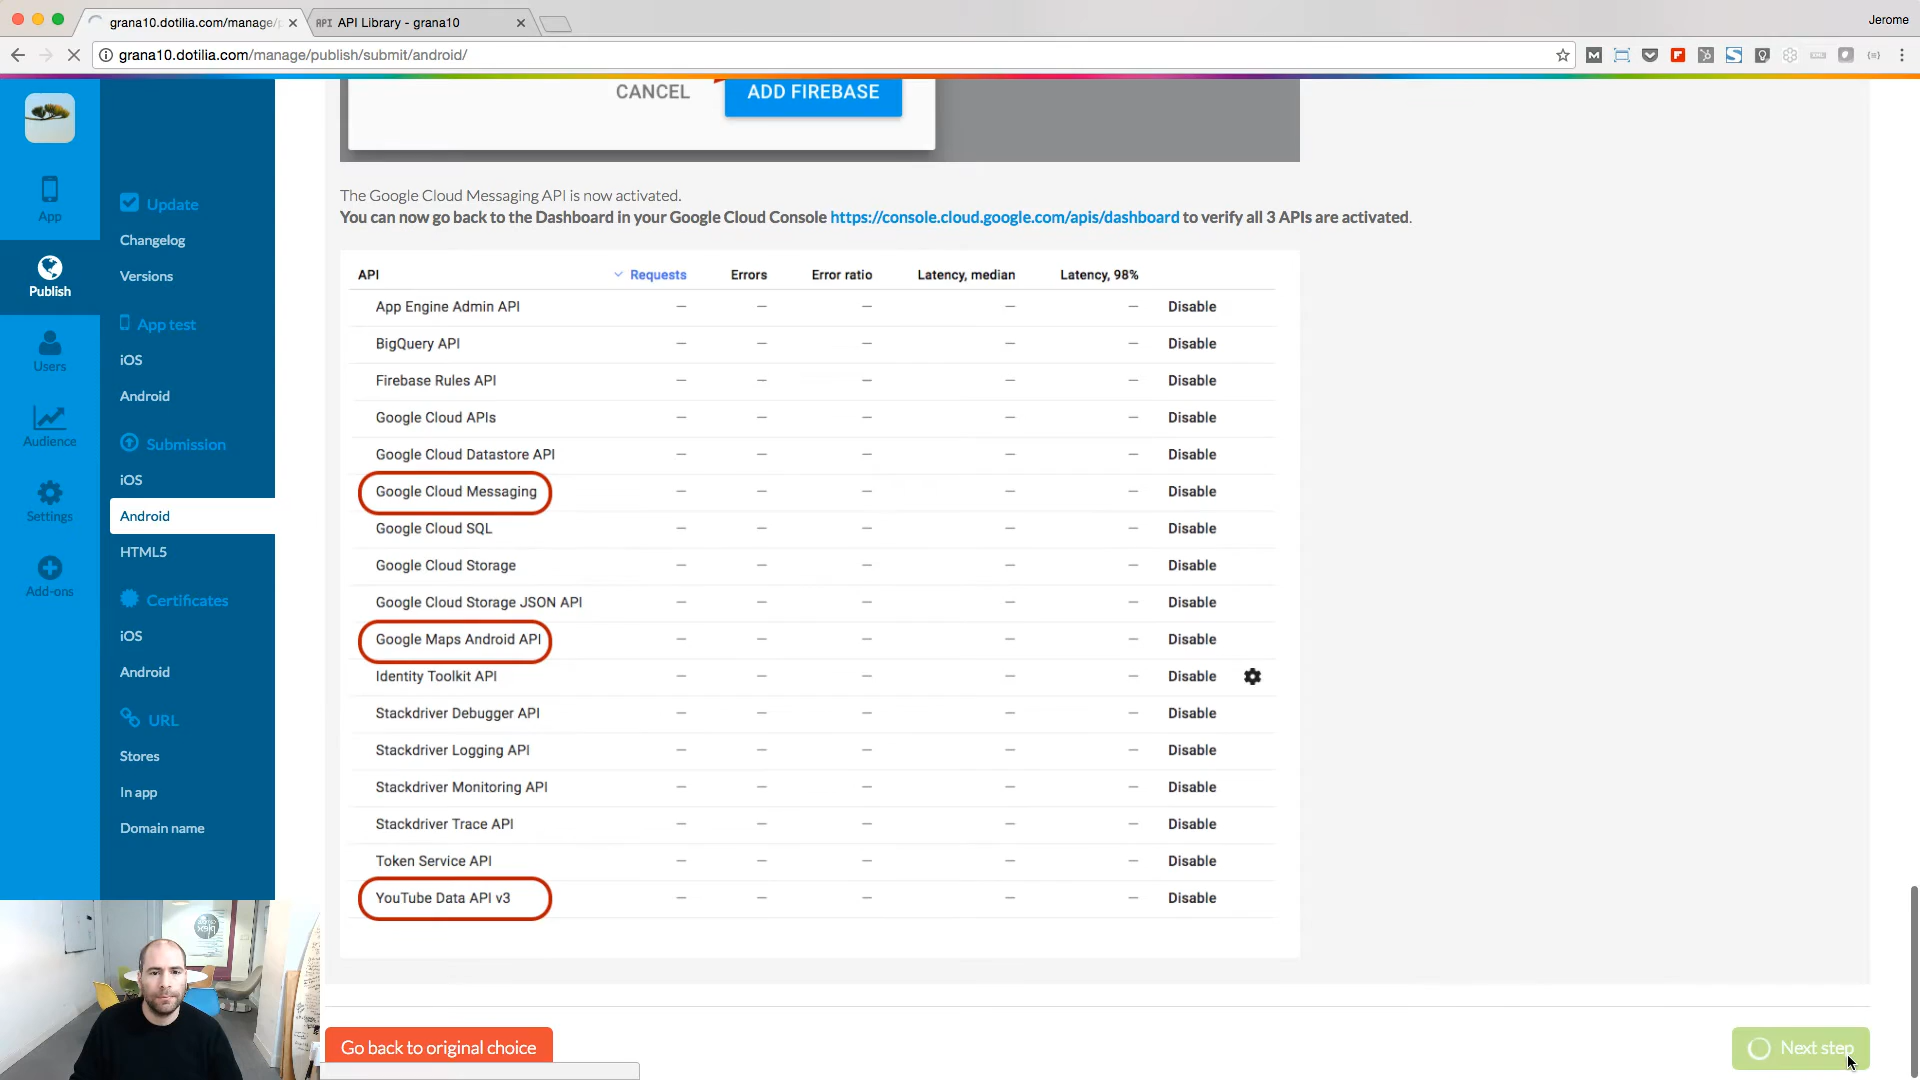 grana10.dotilia.com/manage/p
API API Library - grana10
Jerome
grana10.dotilia.com/manage/publish/submit/android/
CANCEL
ADD FIREBASE
The Google Cloud Messaging API is now activated.
You can now go back to the Dashboard in your Google Cloud Console https://console.cloud.google.com/apis/dashboard to verify all 3 APIs are activated.
App
Publish
Users
Audience
Settings
Add-ons
Update
Changelog
Versions
App test
iOS
Android
Submission
iOS
Android
HTML5
Certificates
iOS
Android
URL
Stores
In app
Domain name
API Requests Errors Error ratio Latency, median Latency, 98%
App Engine Admin API — — — — — Disable
BigQuery API — — — — — Disable
Firebase Rules API — — — — — Disable
Google Cloud APIs — — — — — Disable
Google Cloud Datastore API — — — — — Disable
Google Cloud Messaging — — — — — Disable
Google Cloud SQL — — — — — Disable
Google Cloud Storage — — — — — Disable
Google Cloud Storage JSON API — — — — — Disable
Google Maps Android API — — — — — Disable
Identity Toolkit API — — — — — Disable
Stackdriver Debugger API — — — — — Disable
Stackdriver Logging API — — — — — Disable
Stackdriver Monitoring API — — — — — Disable
Stackdriver Trace API — — — — — Disable
Token Service API — — — — — Disable
YouTube Data API v3 — — — — — Disable
Go back to original choice
Next step